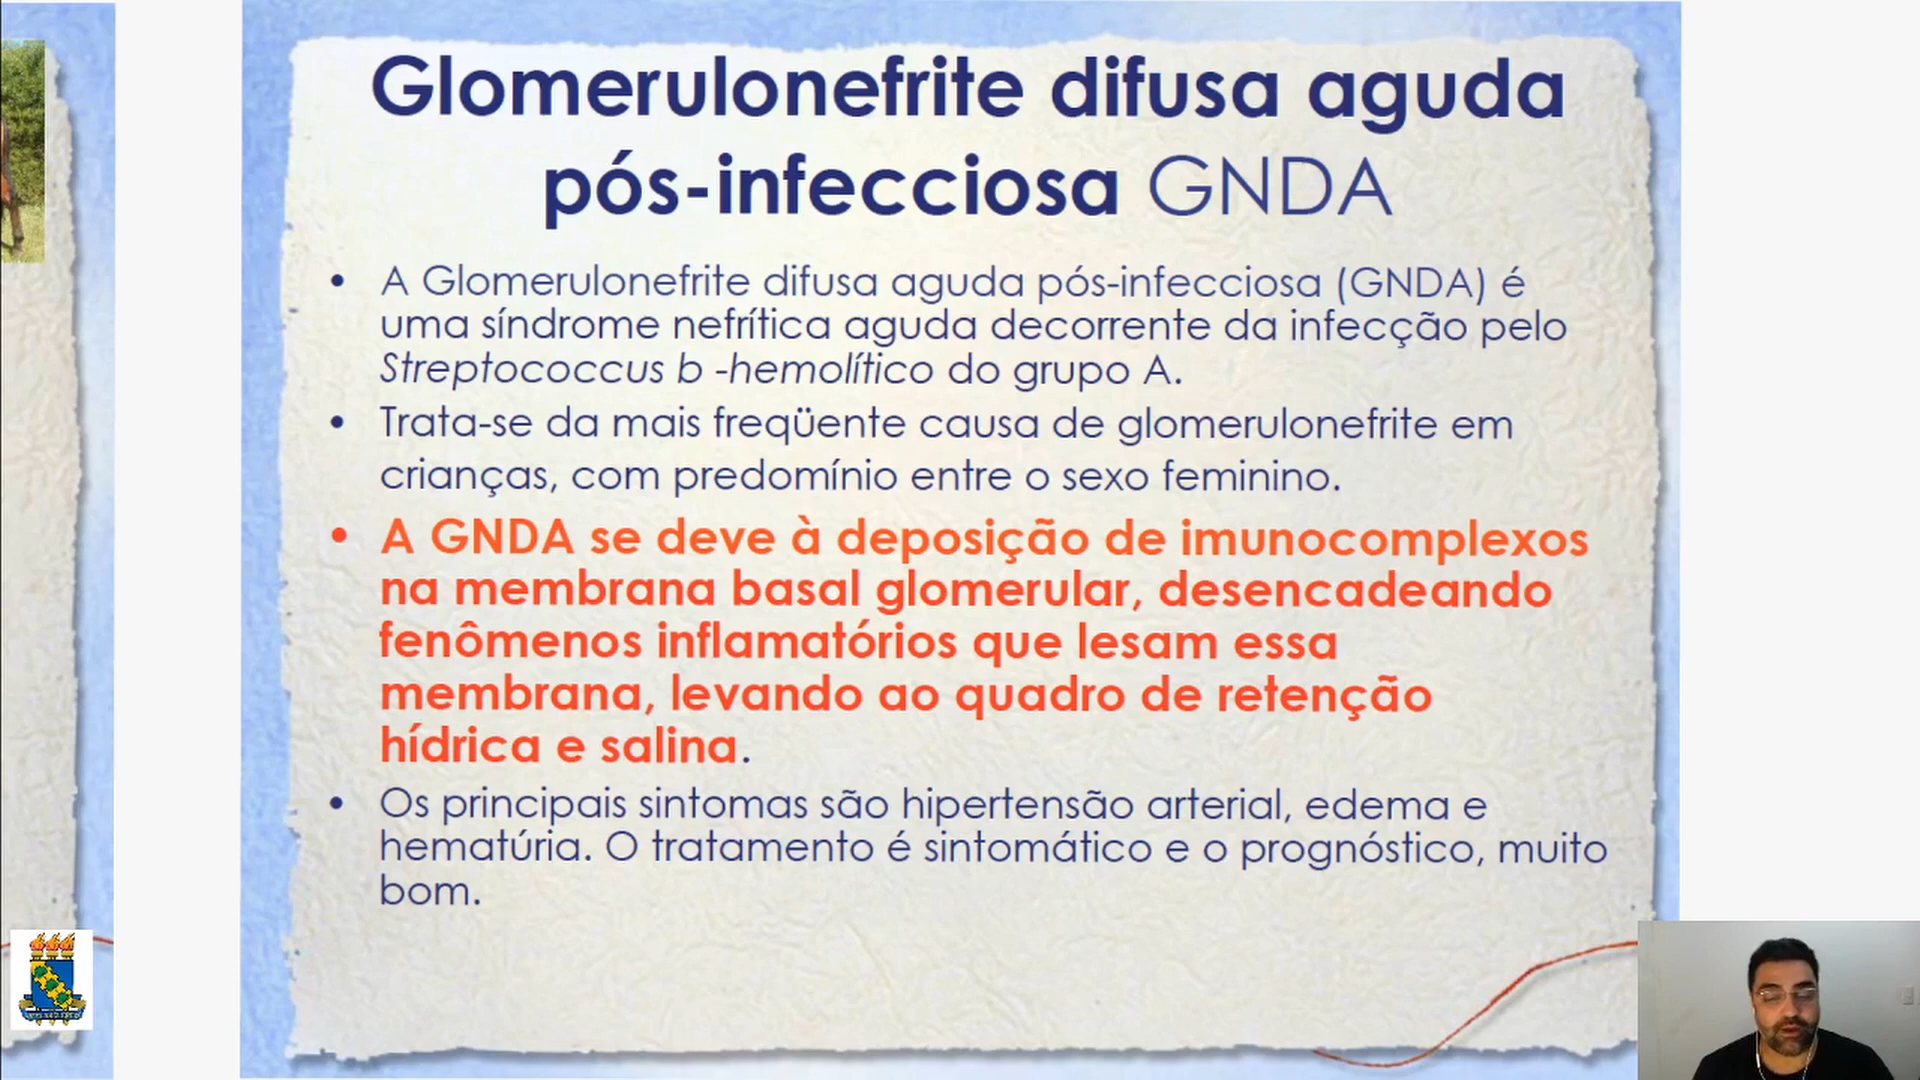 Glomerulonefrite difusa aguda
pós-infecciosa GNDA
• A Glomerulonefrite difusa aguda pós-infecciosa (GNDA) é
uma síndrome nefrítica aguda decorrente da infecção pelo
Streptococcus b -hemolítico do grupo A.
• Trata-se da mais freqüente causa de glomerulonefrite em
crianças, com predomínio entre o sexo feminino.
• A GNDA se deve à deposição de imunocomplexos
na membrana basal glomerular, desencadeando
fenômenos inflamatórios que lesam essa
membrana, levando ao quadro de retenção
hídrica e salina.
• Os principais sintomas são hipertensão arterial, edema e
hematúria. O tratamento é sintomático e o prognóstico, muito
bom.